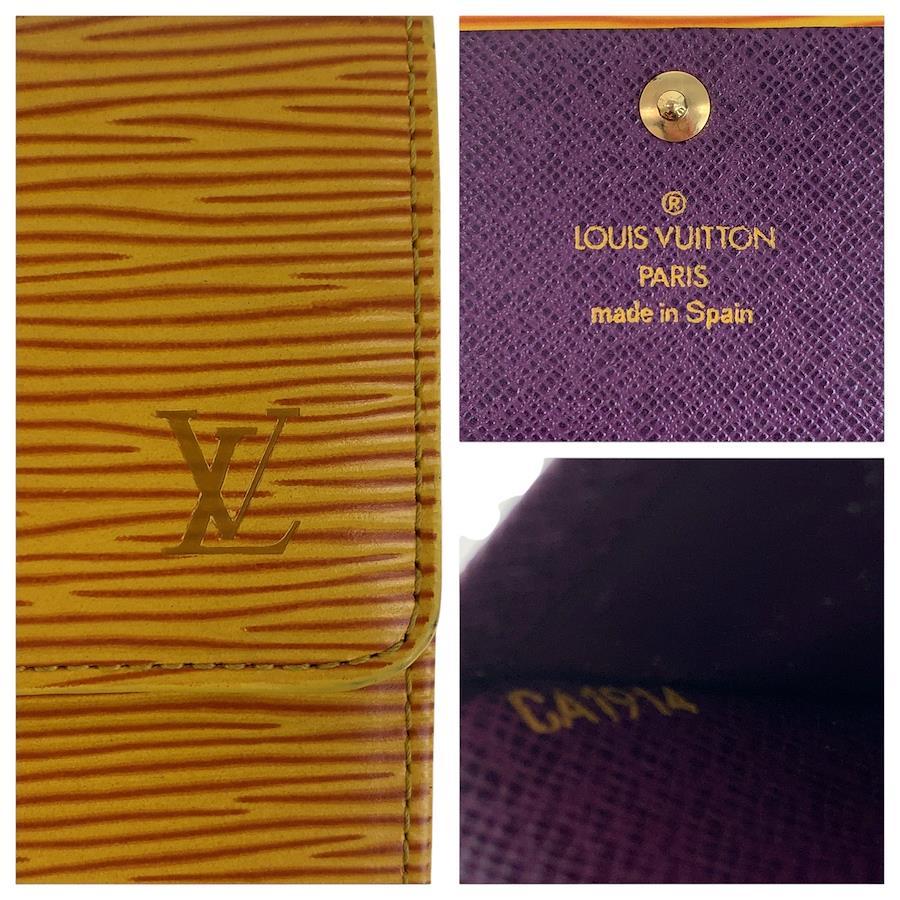 LV
®
LOUIS VUITTON
PARIS
made in Spain
CA1914